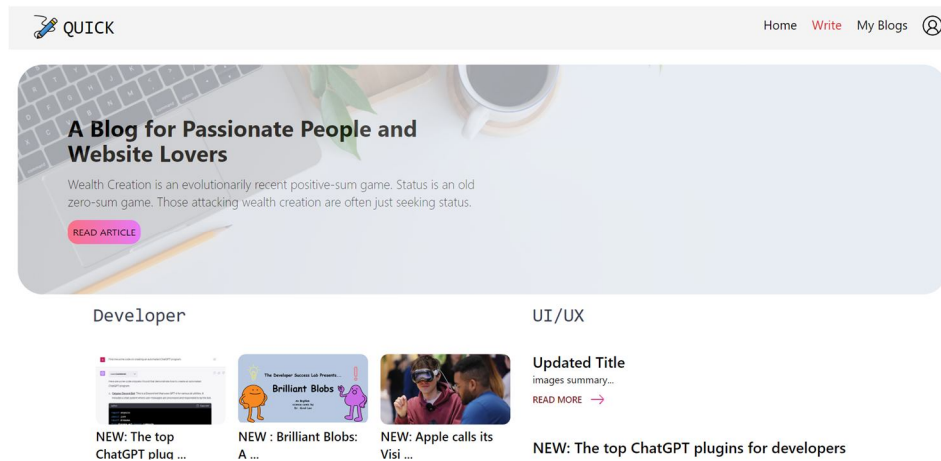 QUICK
Home Write My Blogs
A Blog for Passionate People and
Website Lovers
Wealth Creation is an evolutionarily recent positive-sum game. Status is an old
zero-sum game. Those attacking wealth creation are often just seeking status.
READ ARTICLE
Developer
UI/UX
The Developer Success Lab Presents...
Brilliant Blobs
NEW: The top
ChatGPT plug ...
NEW : Brilliant Blobs:
A ...
NEW: Apple calls its
Visi ...
Updated Title
images summary...
READ MORE
NEW: The top ChatGPT plugins for developers